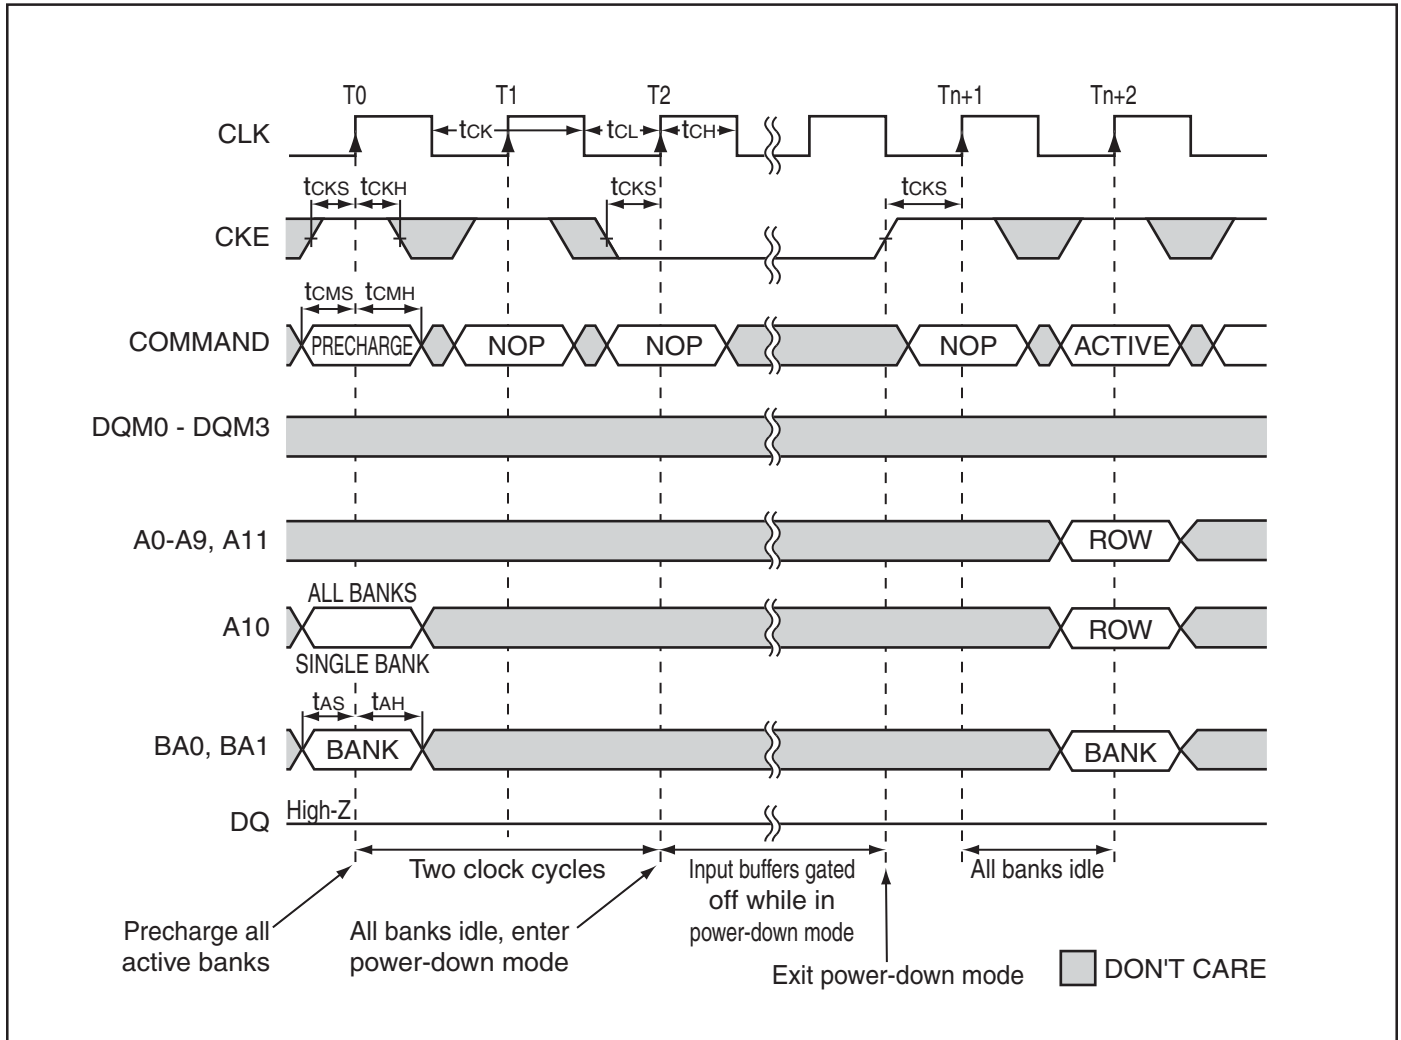 T0 T1 T2 Tn+1 Tn+2
CLK
tCK tCL tCH
tCKS tCKH tCKS tCKS
CKE
tCMS tCMH
COMMAND PRECHARGE NOP NOP NOP ACTIVE
DQM0 - DQM3
A0-A9, A11 ROW
ALL BANKS
A10 ROW
SINGLE BANK
tAS tAH
BA0, BA1 BANK BANK
High-Z
DQ
Two clock cycles
Input buffers gated
off while in
power-down mode
All banks idle
Precharge all
active banks
All banks idle, enter
power-down mode
Exit power-down mode
DON'T CARE